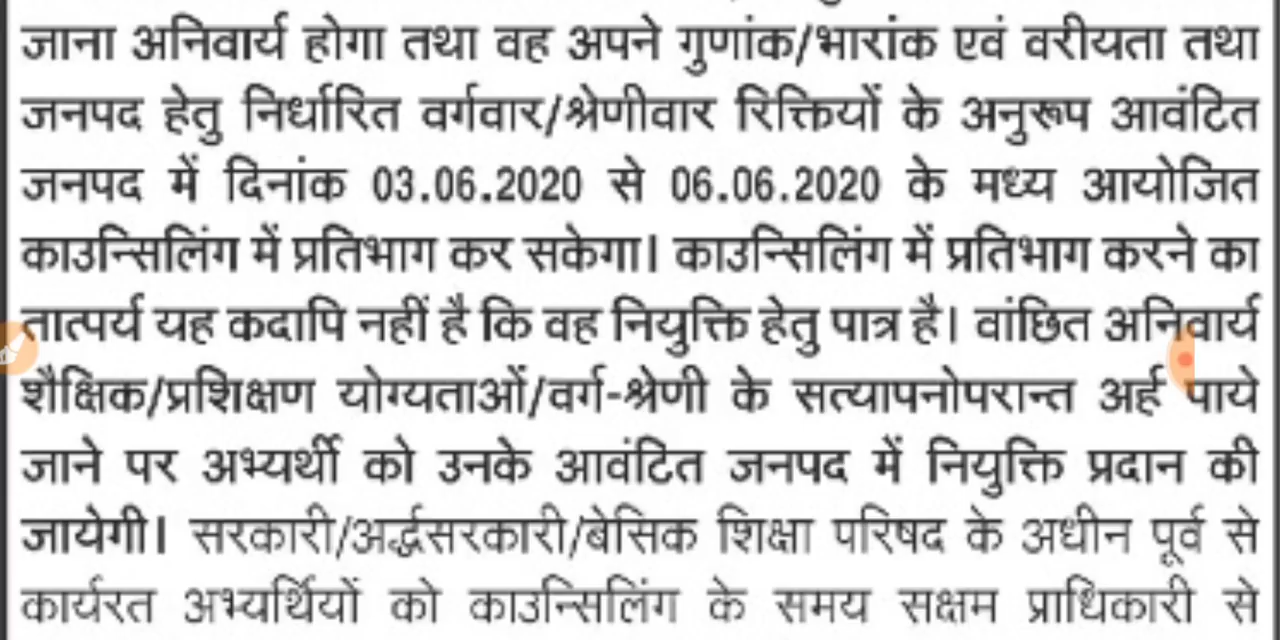 जाना अनिवार्य होगा तथा वह अपने गुणांक/भारांक एवं वरीयता तथा
जनपद हेतु निर्धारित वर्गवार/श्रेणीवार रिक्तियों के अनुरूप आवंटित
जनपद में दिनांक 03.06.2020 से 06.06.2020 के मध्य आयोजित
काउन्सिलिंग में प्रतिभाग कर सकेगा। काउन्सिलिंग में प्रतिभाग करने का
तात्पर्य यह कदापि नहीं है कि वह नियुक्ति हेतु पात्र है। वांछित अनिवार्य
शैक्षिक/प्रशिक्षण योग्यताओं/वर्ग-श्रेणी के सत्यापनोपरान्त अर्ह पाये
जाने पर अभ्यर्थी को उनके आवंटित जनपद में नियुक्ति प्रदान की
जायेगी। सरकारी/अर्द्धसरकारी/बेसिक शिक्षा परिषद के अधीन पूर्व से
कार्यरत अभ्यर्थियों को काउन्सिलिंग के समय सक्षम प्राधिकारी से